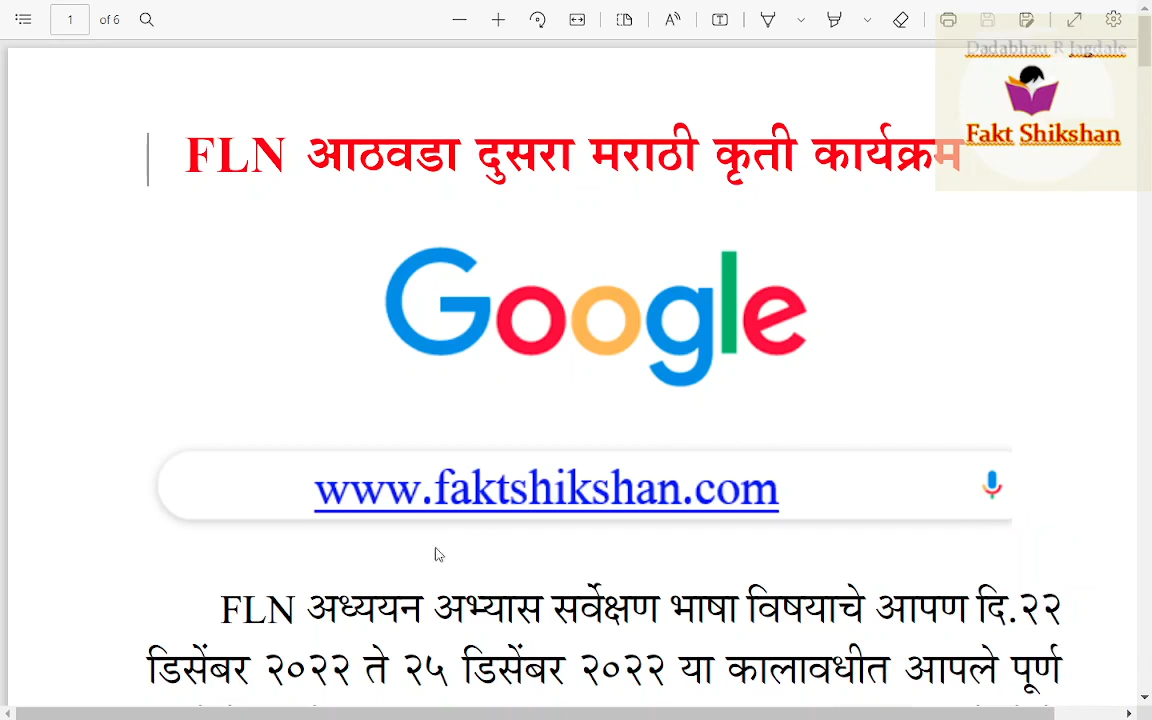 1 of 6
Dadabhau R Jagdale
Fakt Shikshan
FLN आठवडा दुसरा मराठी कृती कार्यक्रम
Google
www.faktshikshan.com
FLN अध्ययन अभ्यास सर्वेक्षण भाषा विषयाचे आपण दि.२२
डिसेंबर २०२२ ते २५ डिसेंबर २०२२ या कालावधीत आपले पूर्ण